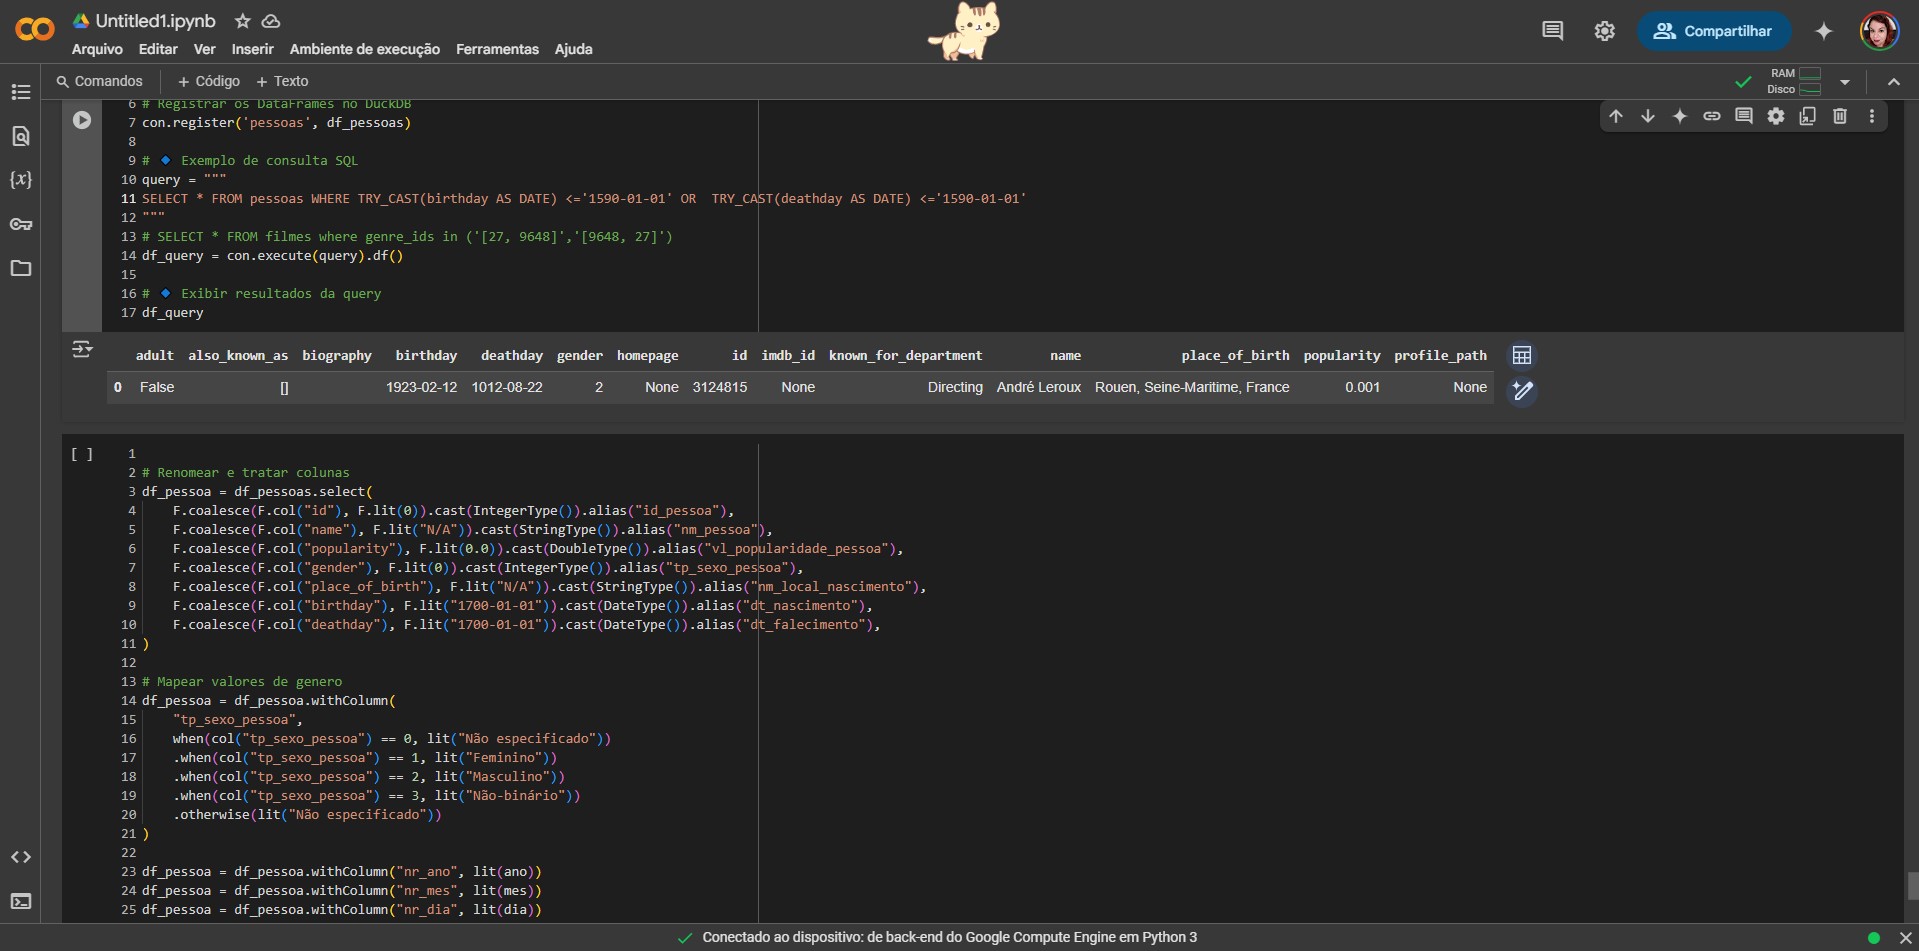 Untitled1.ipynb
Arquivo Editar Ver Inserir Ambiente de execução Ferramentas Ajuda
Compartilhar
Comandos + Código + Texto
RAM
Disco
6 # Registrar os DataFrames no DuckDB
7 con.register('pessoas', df_pessoas)
8
9 # 🔹 Exemplo de consulta SQL
10 query = """
11 SELECT * FROM pessoas WHERE TRY_CAST(birthday AS DATE) <='1590-01-01' OR  TRY_CAST(deathday AS DATE) <='1590-01-01'
12 """
13 # SELECT * FROM filmes where genre_ids in ('[27, 9648]','[9648, 27]')
14 df_query = con.execute(query).df()
15
16 # 🔹 Exibir resultados da query
17 df_query
adult also_known_as biography birthday deathday gender homepage id imdb_id known_for_department name place_of_birth popularity profile_path
0 False [] 1923-02-12 1012-08-22 2 None 3124815 None Directing André Leroux Rouen, Seine-Maritime, France 0.001 None
[ ] 1
2 # Renomear e tratar colunas
3 df_pessoa = df_pessoas.select(
4     F.coalesce(F.col("id"), F.lit(0)).cast(IntegerType()).alias("id_pessoa"),
5     F.coalesce(F.col("name"), F.lit("N/A")).cast(StringType()).alias("nm_pessoa"),
6     F.coalesce(F.col("popularity"), F.lit(0.0)).cast(DoubleType()).alias("vl_popularidade_pessoa"),
7     F.coalesce(F.col("gender"), F.lit(0)).cast(IntegerType()).alias("tp_sexo_pessoa"),
8     F.coalesce(F.col("place_of_birth"), F.lit("N/A")).cast(StringType()).alias("nm_local_nascimento"),
9     F.coalesce(F.col("birthday"), F.lit("1700-01-01")).cast(DateType()).alias("dt_nascimento"),
10     F.coalesce(F.col("deathday"), F.lit("1700-01-01")).cast(DateType()).alias("dt_falecimento"),
11 )
12
13 # Mapear valores de genero
14 df_pessoa = df_pessoa.withColumn(
15     "tp_sexo_pessoa",
16     when(col("tp_sexo_pessoa") == 0, lit("Não especificado"))
17     .when(col("tp_sexo_pessoa") == 1, lit("Feminino"))
18     .when(col("tp_sexo_pessoa") == 2, lit("Masculino"))
19     .when(col("tp_sexo_pessoa") == 3, lit("Não-binário"))
20     .otherwise(lit("Não especificado"))
21 )
22
23 df_pessoa = df_pessoa.withColumn("nr_ano", lit(ano))
24 df_pessoa = df_pessoa.withColumn("nr_mes", lit(mes))
25 df_pessoa = df_pessoa.withColumn("nr_dia", lit(dia))
Conectado ao dispositivo: de back-end do Google Compute Engine em Python 3